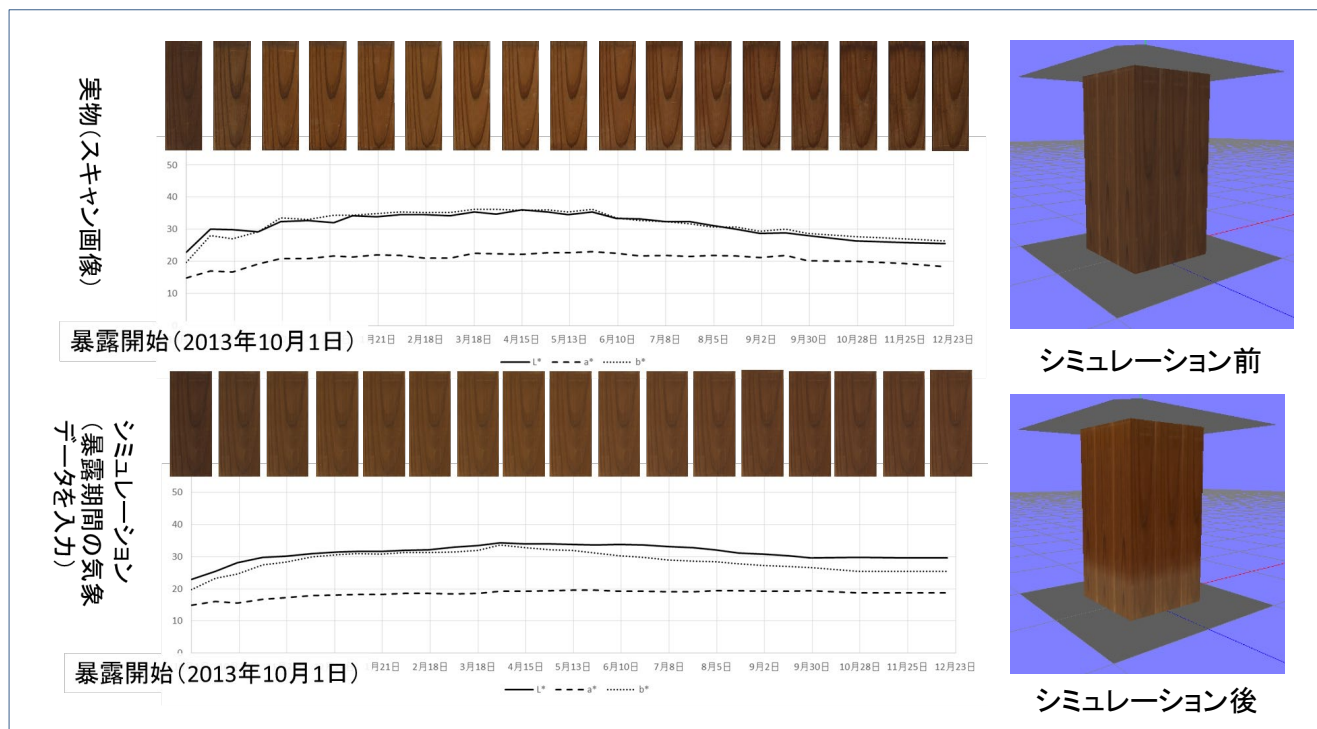 実物(スキャン画像)
50
40
30
20
10
暴露開始(2013年10月1日)
月21日 2月18日 3月18日 4月15日 5月13日 6月10日 7月8日 8月5日 9月2日 9月30日 10月28日 11月25日 12月23日
L* a* b*
シミュレーション
(暴露期間の気象
データを入力)
50
40
30
20
10
0
暴露開始(2013年10月1日)
月21日 2月18日 3月18日 4月15日 5月13日 6月10日 7月8日 8月5日 9月2日 9月30日 10月28日 11月25日 12月23日
L* a* b*
シミュレーション前
シミュレーション後